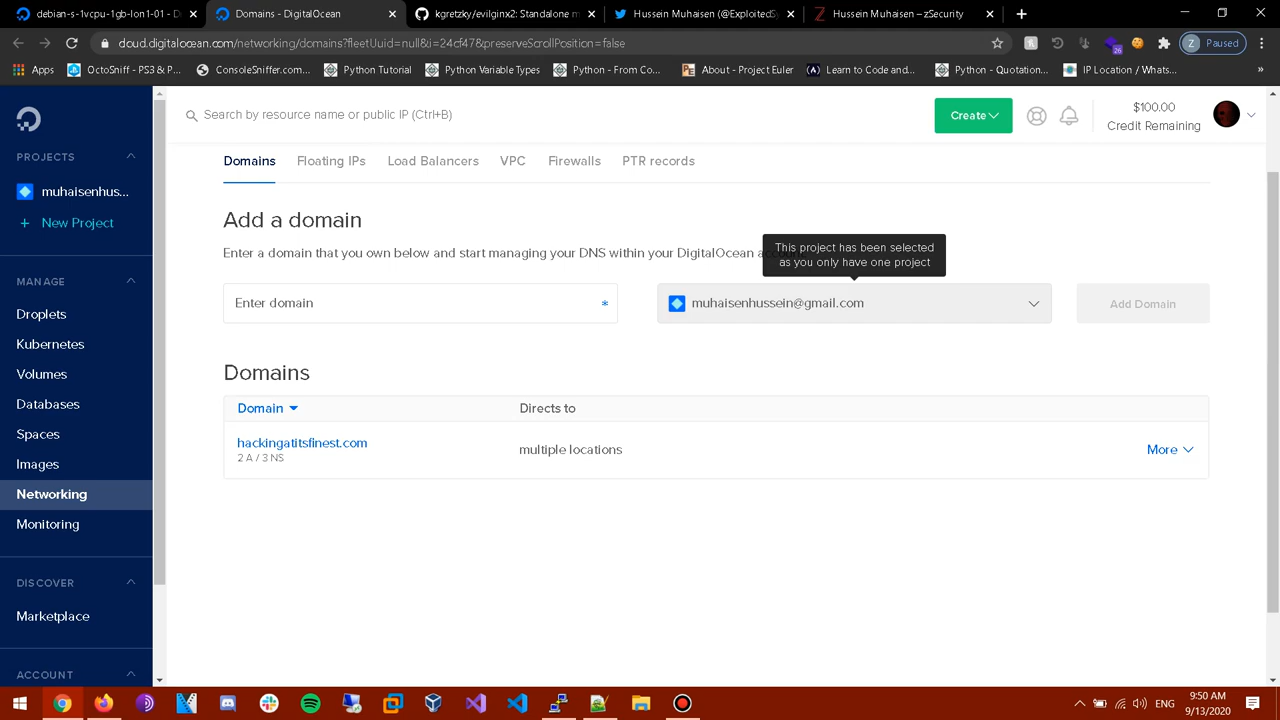 debian-s-1vcpu-1gb-lon1-01 - D
Domains - DigitalOcean
kgretzky/evilginx2: Standalone m
Hussein Muhaisen (@ExploitedSy
Hussein Muhaisen – zSecurity
cloud.digitalocean.com/networking/domains?fleetUuid=null&i=24cf47&preserveScrollPosition=false
26
Z
Paused
Apps
OctoSniff - PS3 & P...
ConsoleSniffer.com...
Python Tutorial
Python Variable Types
Python - From Co...
About - Project Euler
Learn to Code and...
Python - Quotation...
IP Location / Whats...
»
Search by resource name or public IP (Ctrl+B)
Create
$100.00
Credit Remaining
PROJECTS
muhaisenhus...
+ New Project
MANAGE
Droplets
Kubernetes
Volumes
Databases
Spaces
Images
Networking
Monitoring
DISCOVER
Marketplace
ACCOUNT
Domains
Floating IPs
Load Balancers
VPC
Firewalls
PTR records
Add a domain
Enter a domain that you own below and start managing your DNS within your DigitalOcean
This project has been selected
as you only have one project
Enter domain
*
muhaisenhussein@gmail.com
Add Domain
Domains
Domain
Directs to
hackingatitsfinest.com
2 A / 3 NS
multiple locations
More
ENG
9:50 AM
9/13/2020